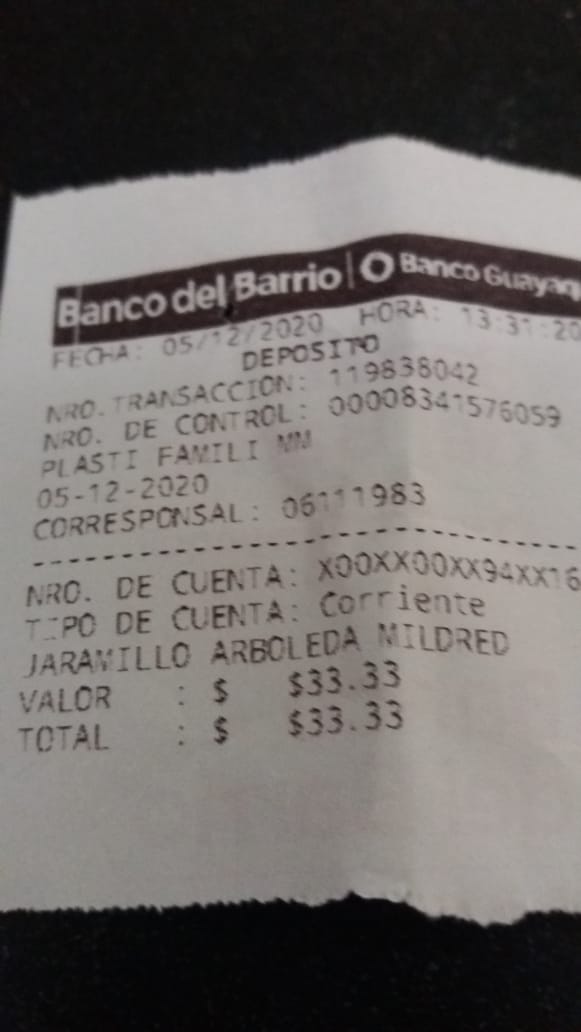 Banco del Barrio | Banco Guayaq
FECHA: 05/12/2020 HORA: 13:31:20
DEPOSITO
NRO. TRANSACCION: 119838042
NRO. DE CONTROL: 00008341576059
PLASTI FAMILI MM
05-12-2020
CORRESPONSAL: 06111983
NRO. DE CUENTA: X00XX00XX94XX16
TIPO DE CUENTA: Corriente
JARAMILLO ARBOLEDA MILDRED
VALOR : $ $33.33
TOTAL : $ $33.33